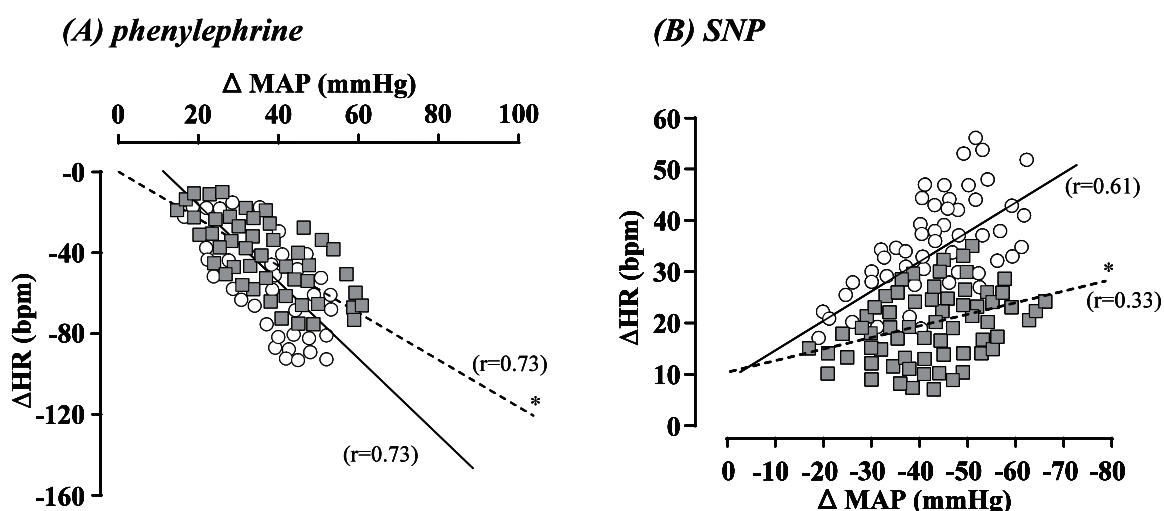 (A) phenylephrine
Δ MAP (mmHg)
0 20 40 60 80 100
-0
-40
-80
-120
-160
ΔHR (bpm)
(r=0.73)
*
(r=0.73)
(B) SNP
60
50
40
30
20
10
0
ΔHR (bpm)
(r=0.61)
*
(r=0.33)
0 -10 -20 -30 -40 -50 -60 -70 -80
Δ MAP (mmHg)